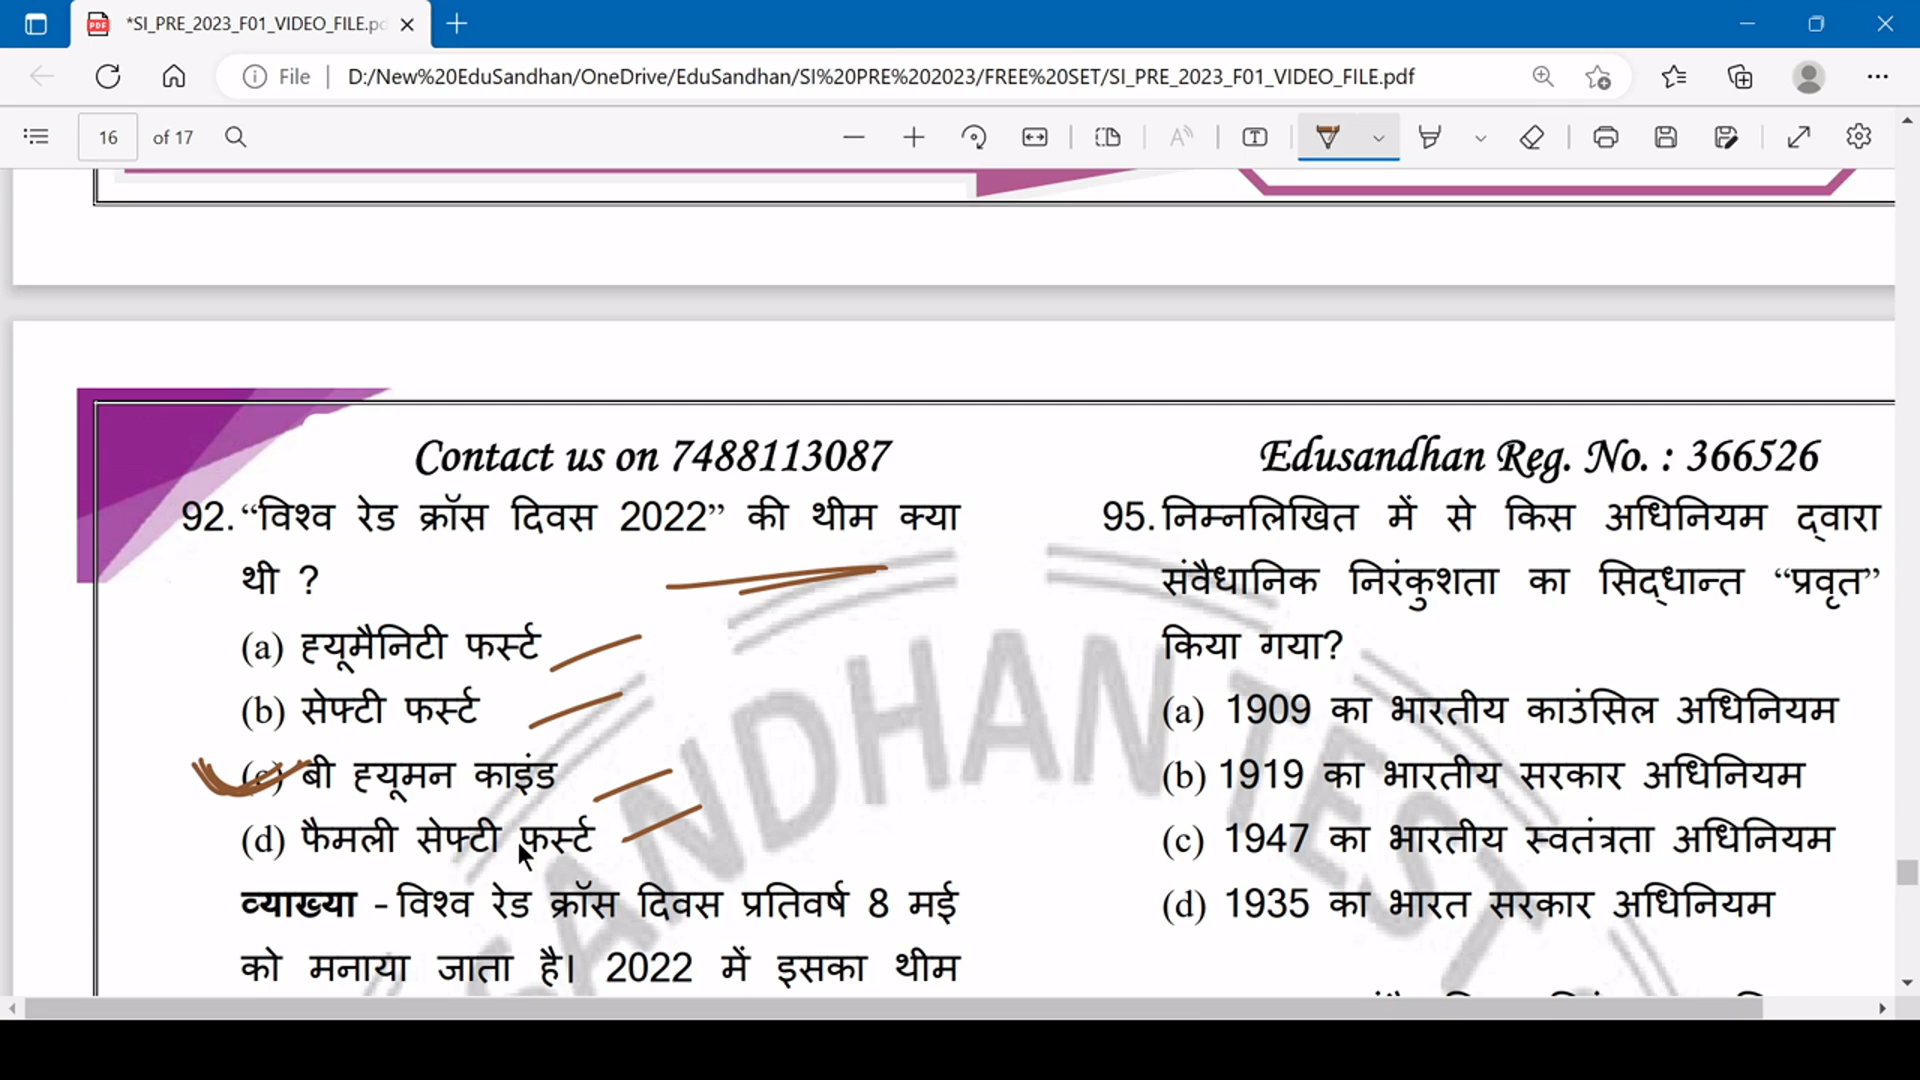 *SI_PRE_2023_F01_VIDEO_FILE.pd
File
D:/New%20EduSandhan/OneDrive/EduSandhan/SI%20PRE%202023/FREE%20SET/SI_PRE_2023_F01_VIDEO_FILE.pdf
16 of 17
Contact us on 7488113087
92. “विश्व रेड क्रॉस दिवस 2022” की थीम क्या
थी ?
(a) ह्यूमैनिटी फर्स्ट
(b) सेफ्टी फर्स्ट
(c) बी ह्यूमन काइंड
(d) फैमली सेफ्टी फर्स्ट
व्याख्या - विश्व रेड क्रॉस दिवस प्रतिवर्ष 8 मई
को मनाया जाता है। 2022 में इसका थीम
Edusandhan Reg. No. : 366526
95. निम्नलिखित में से किस अधिनियम द्वारा
संवैधानिक निरंकुशता का सिद्धान्त “प्रवृत”
किया गया?
(a) 1909 का भारतीय काउंसिल अधिनियम
(b) 1919 का भारतीय सरकार अधिनियम
(c) 1947 का भारतीय स्वतंत्रता अधिनियम
(d) 1935 का भारत सरकार अधिनियम
SANDHAN TEST